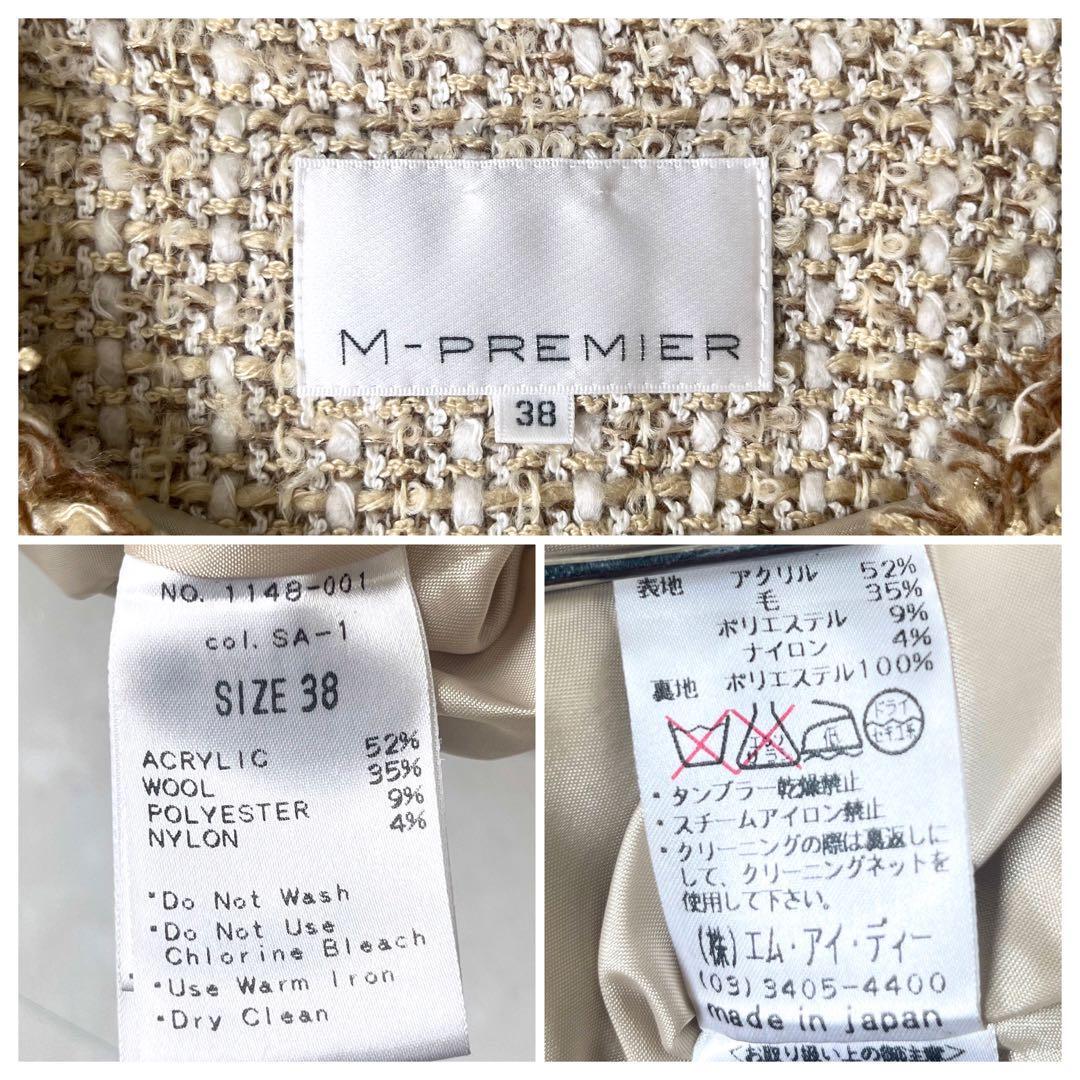 M-PREMIER
38
NO. 1148-001
col. SA-1
SIZE 38
ACRYLIC 52%
WOOL 35%
POLYESTER 9%
NYLON 4%
・Do Not Wash
・Do Not Use
Chlorine Bleach
・Use Warm Iron
・Dry Clean
表地 アクリル 52%
毛 35%
ポリエステル 9%
ナイロン 4%
裏地 ポリエステル100%
エンソ
サラシ
低
ドライ
セキユ系
・タンブラー乾燥禁止
・スチームアイロン禁止
・クリーニングの際は裏返しに
して、クリーニングネットを
使用して下さい。
(株)エム・アイ・ディー
(03)3405-4400
made in japan
<お取り扱い上の御注意>